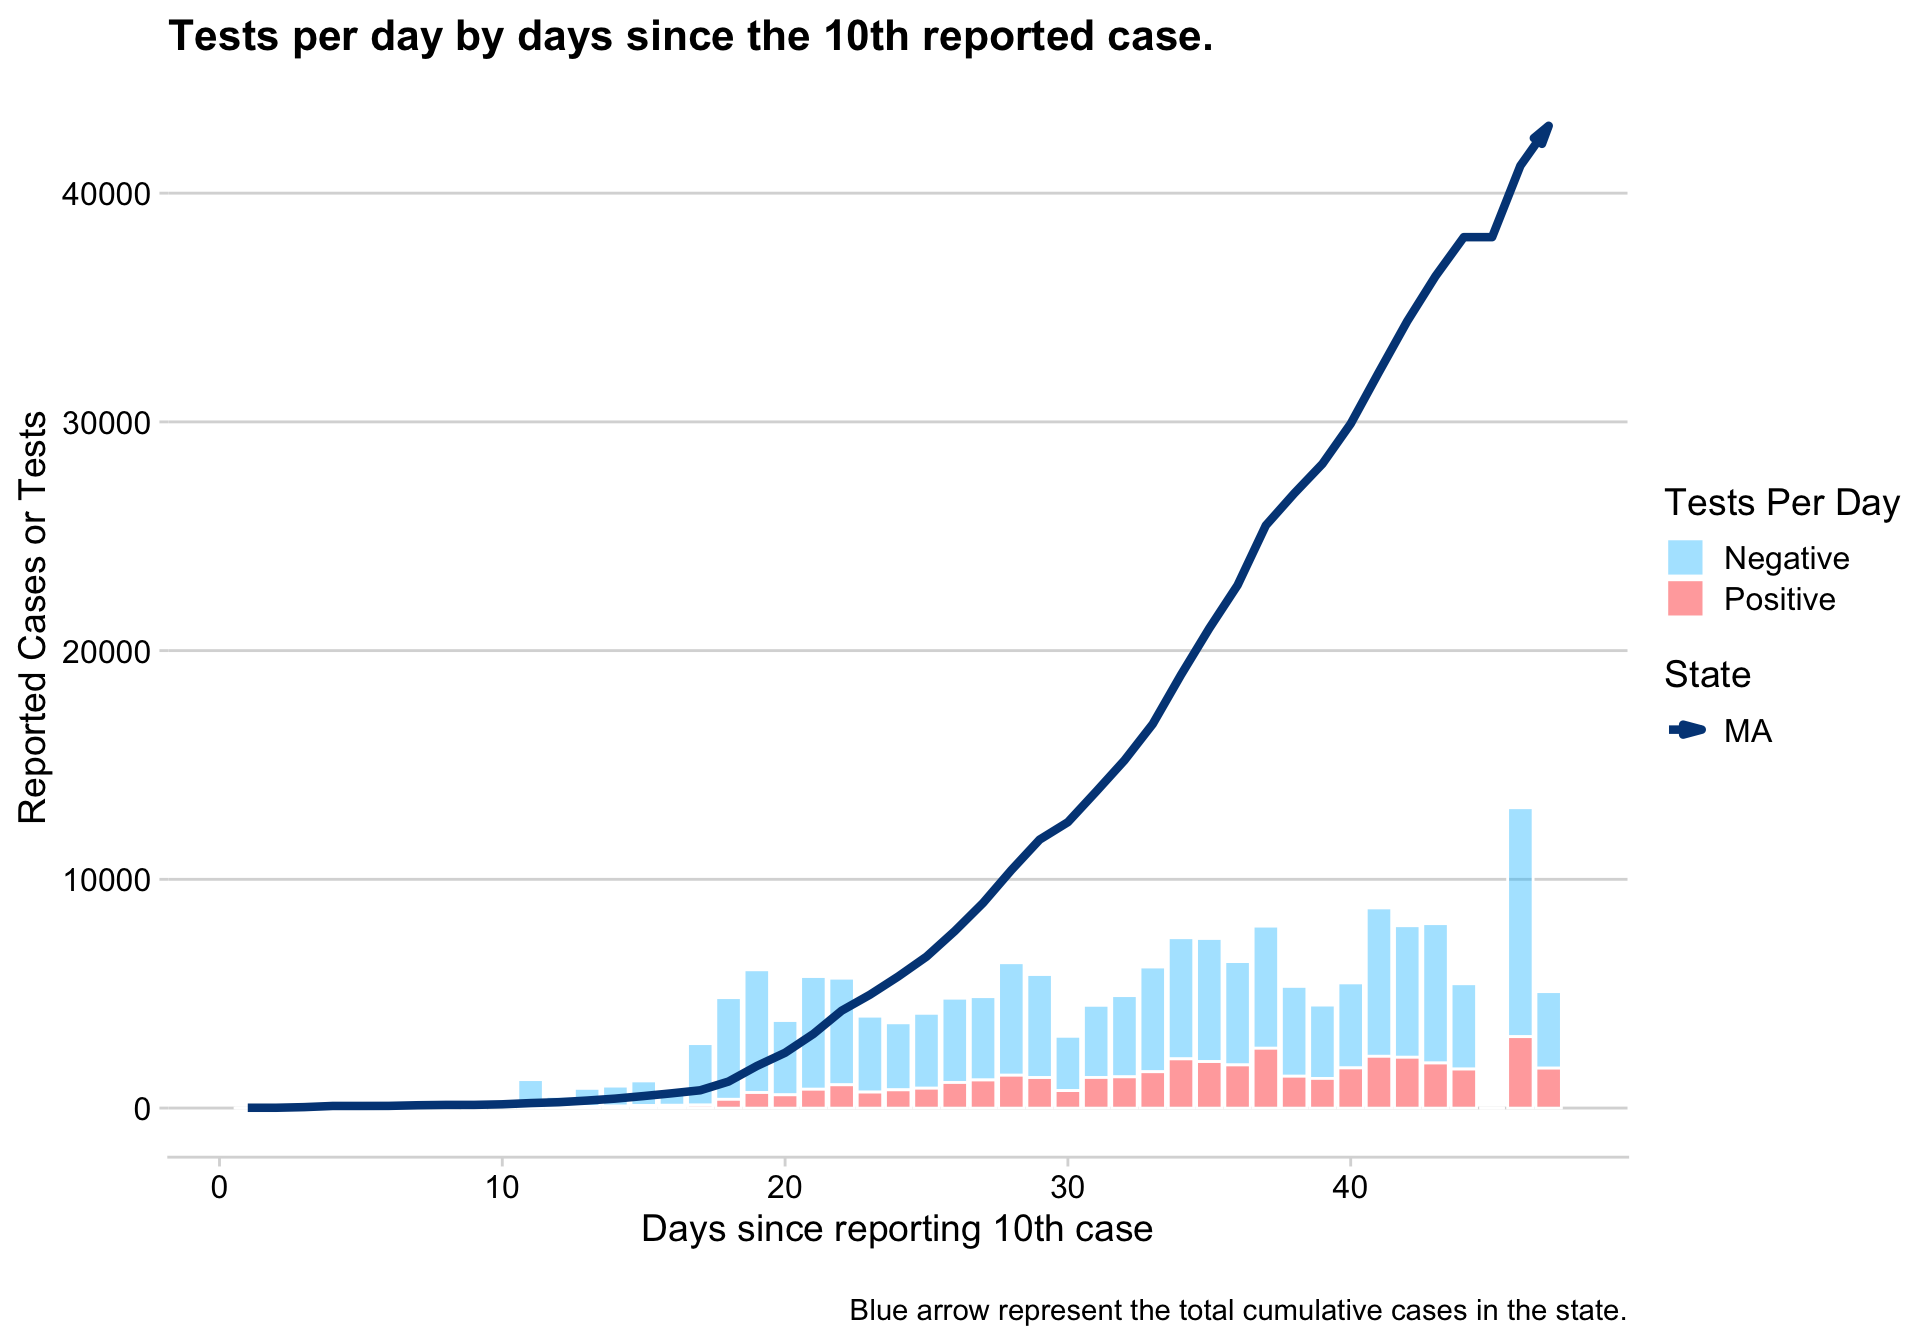 Tests per day by days since the 10th reported case.
40000
30000
20000
10000
0
Reported Cases or Tests
0 10 20 30 40
Days since reporting 10th case
Tests Per Day
Negative
Positive
State
MA
Blue arrow represent the total cumulative cases in the state.